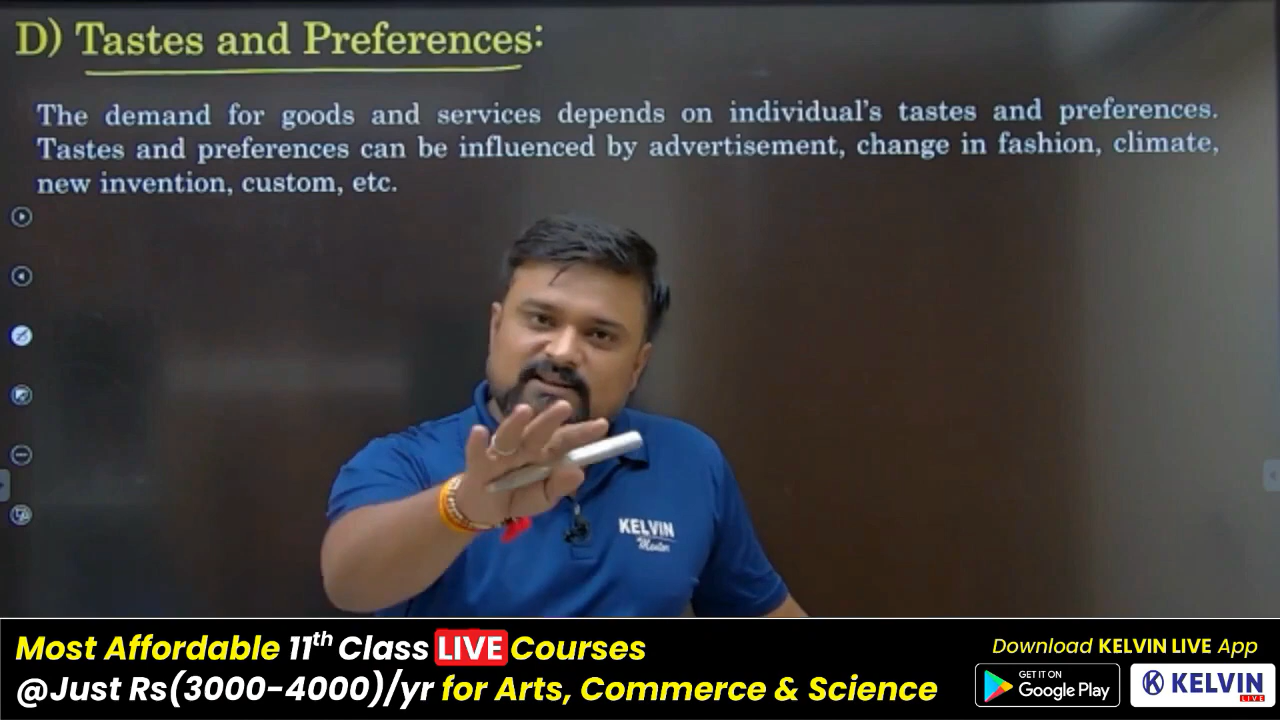 D) Tastes and Preferences:
The demand for goods and services depends on individual's tastes and preferences.
Tastes and preferences can be influenced by advertisement, change in fashion, climate,
new invention, custom, etc.
KELVIN
Mentor
Most Affordable 11th Class LIVE Courses
@Just Rs(3000-4000)/yr for Arts, Commerce & Science
Download KELVIN LIVE App
GET IT ON
Google Play
KELVIN
LIVE